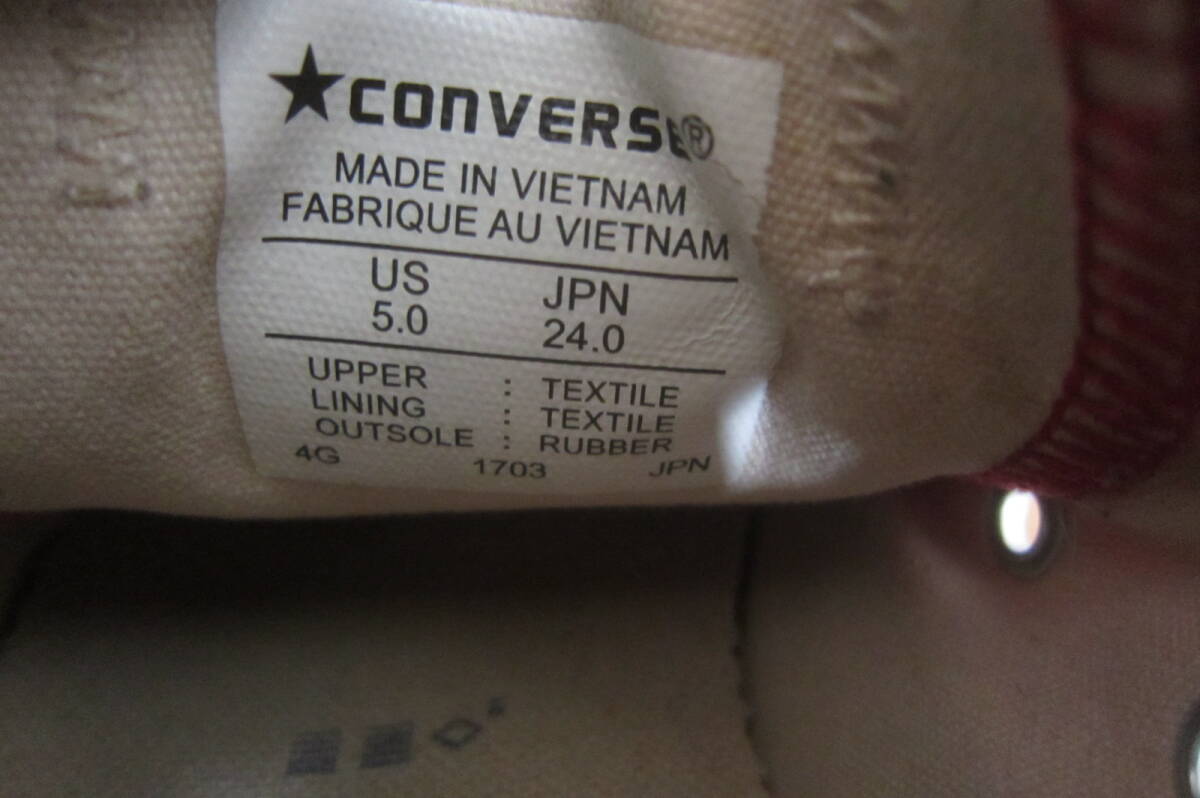 ★CONVERSE®
MADE IN VIETNAM
FABRIQUE AU VIETNAM
US JPN
5.0 24.0
UPPER : TEXTILE
LINING : TEXTILE
OUTSOLE : RUBBER
4G 1703 JPN